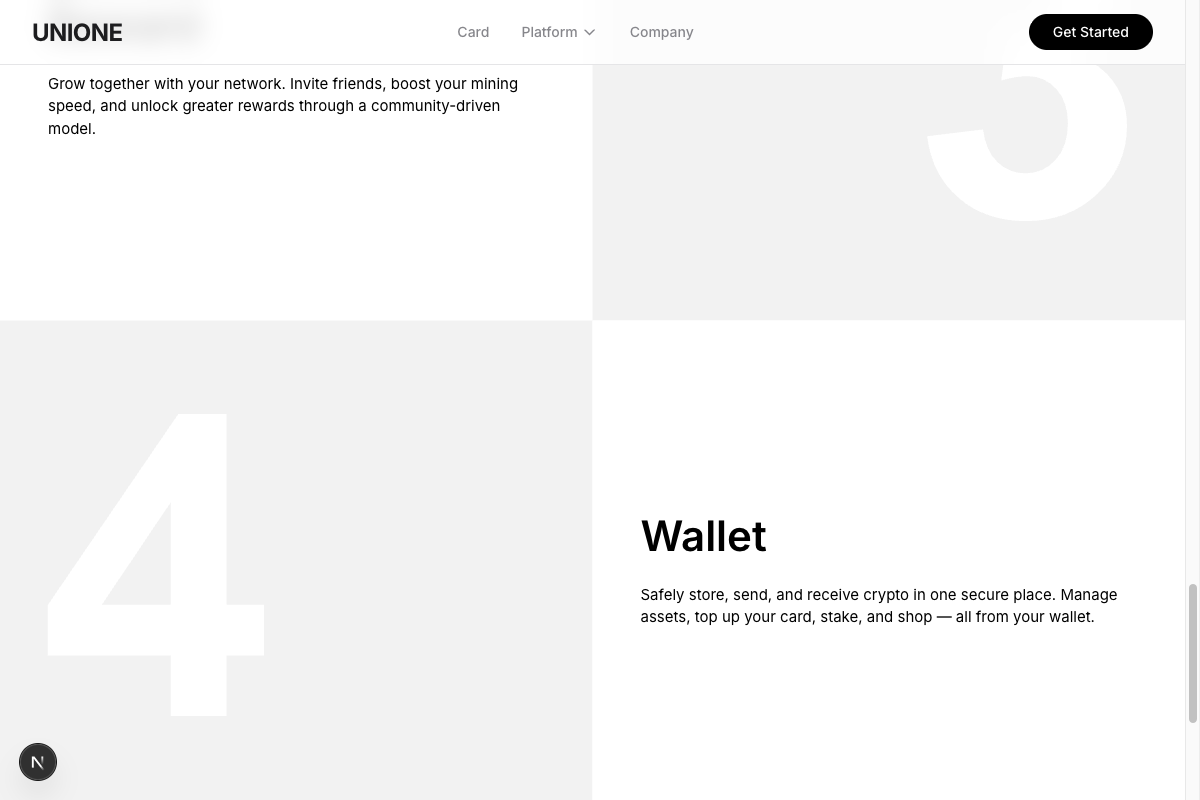 UNIONE
Card
Platform
Company
Get Started
Grow together with your network. Invite friends, boost your mining
speed, and unlock greater rewards through a community-driven
model.
3
4
Wallet
Safely store, send, and receive crypto in one secure place. Manage
assets, top up your card, stake, and shop — all from your wallet.
N